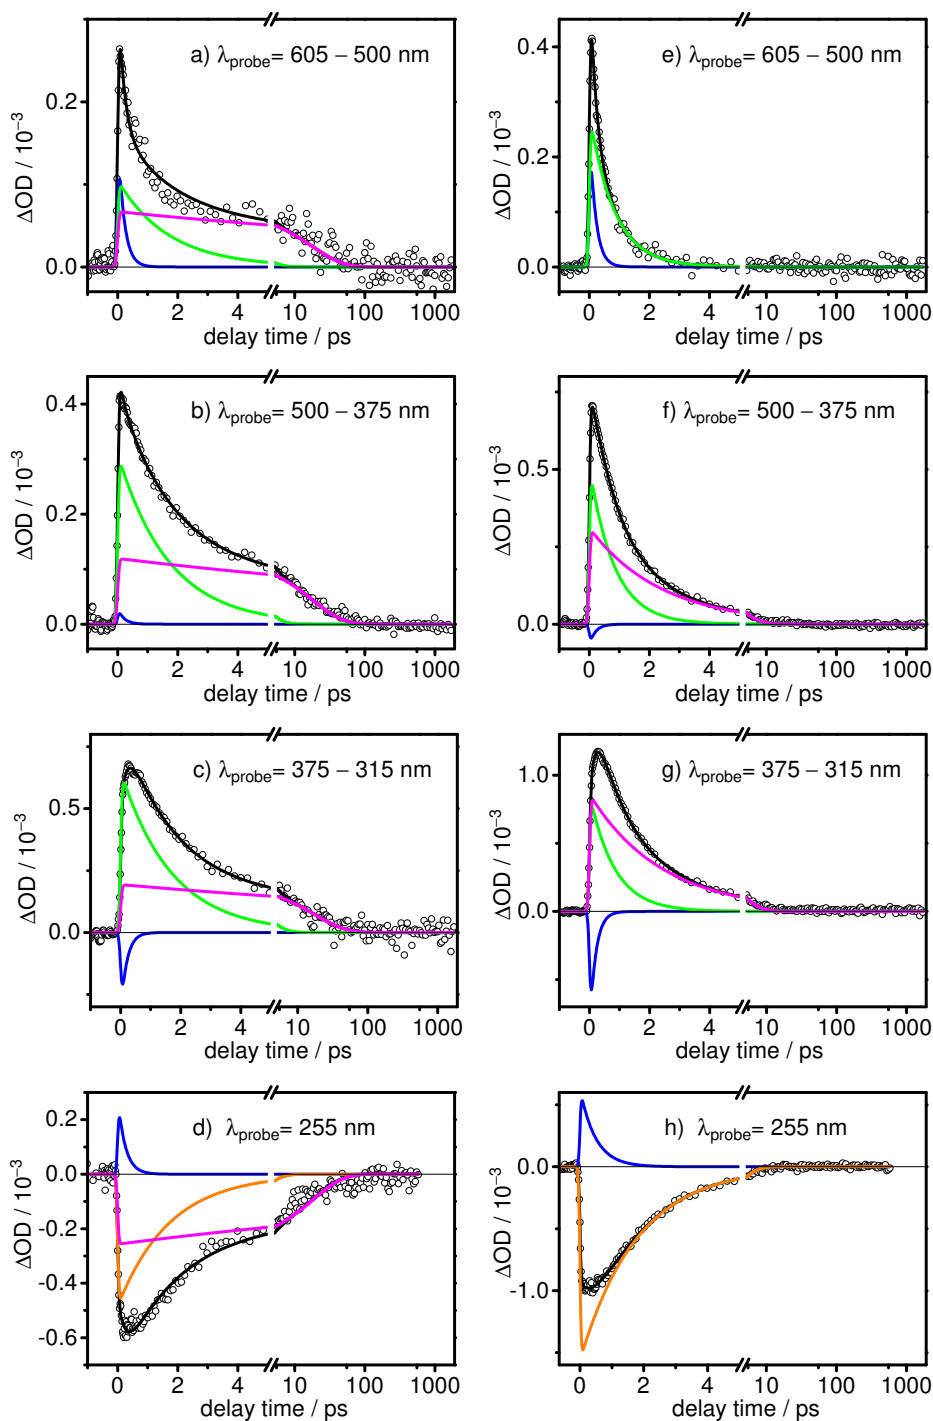 a) λprobe= 605 – 500 nm
ΔOD / 10⁻³
0.2
0.0
0 2 4 10 100 1000
delay time / ps
e) λprobe= 605 – 500 nm
ΔOD / 10⁻³
0.4
0.2
0.0
0 2 4 10 100 1000
delay time / ps
b) λprobe= 500 – 375 nm
ΔOD / 10⁻³
0.4
0.2
0.0
0 2 4 10 100 1000
delay time / ps
f) λprobe= 500 – 375 nm
ΔOD / 10⁻³
0.5
0.0
0 2 4 10 100 1000
delay time / ps
c) λprobe= 375 – 315 nm
ΔOD / 10⁻³
0.5
0.0
0 2 4 10 100 1000
delay time / ps
g) λprobe= 375 – 315 nm
ΔOD / 10⁻³
1.0
0.0
0 2 4 10 100 1000
delay time / ps
d) λprobe= 255 nm
ΔOD / 10⁻³
0.2
0.0
-0.2
-0.4
-0.6
0 2 4 10 100 1000
delay time / ps
h) λprobe= 255 nm
ΔOD / 10⁻³
0.0
-1.0
0 2 4 10 100 1000
delay time / ps